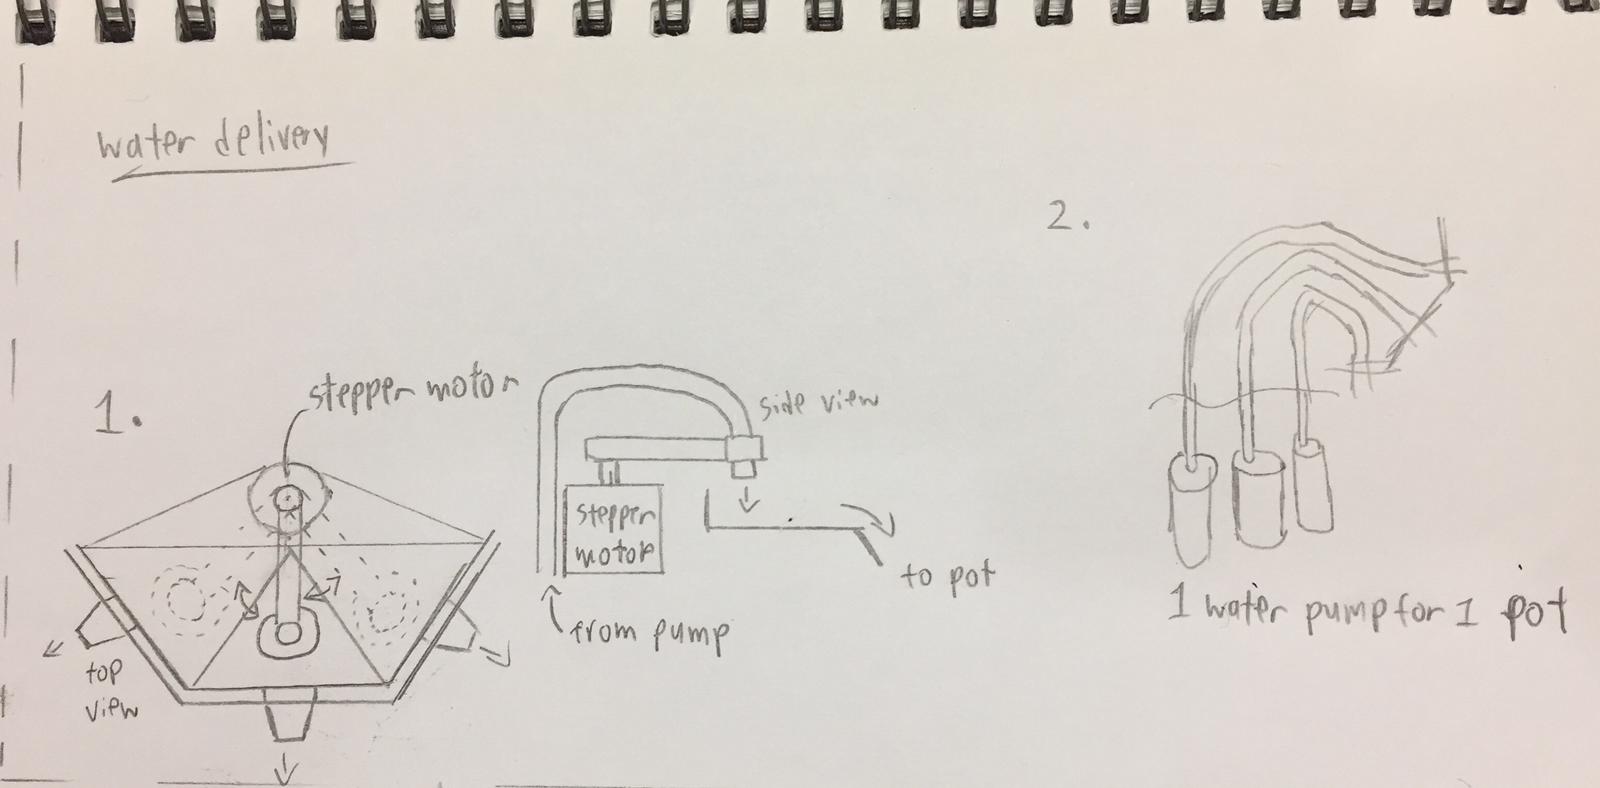 water delivery
2.
1.
stepper motor
side view
stepper
motor
to pot
from pump
top
view
1 water pump for 1 pot